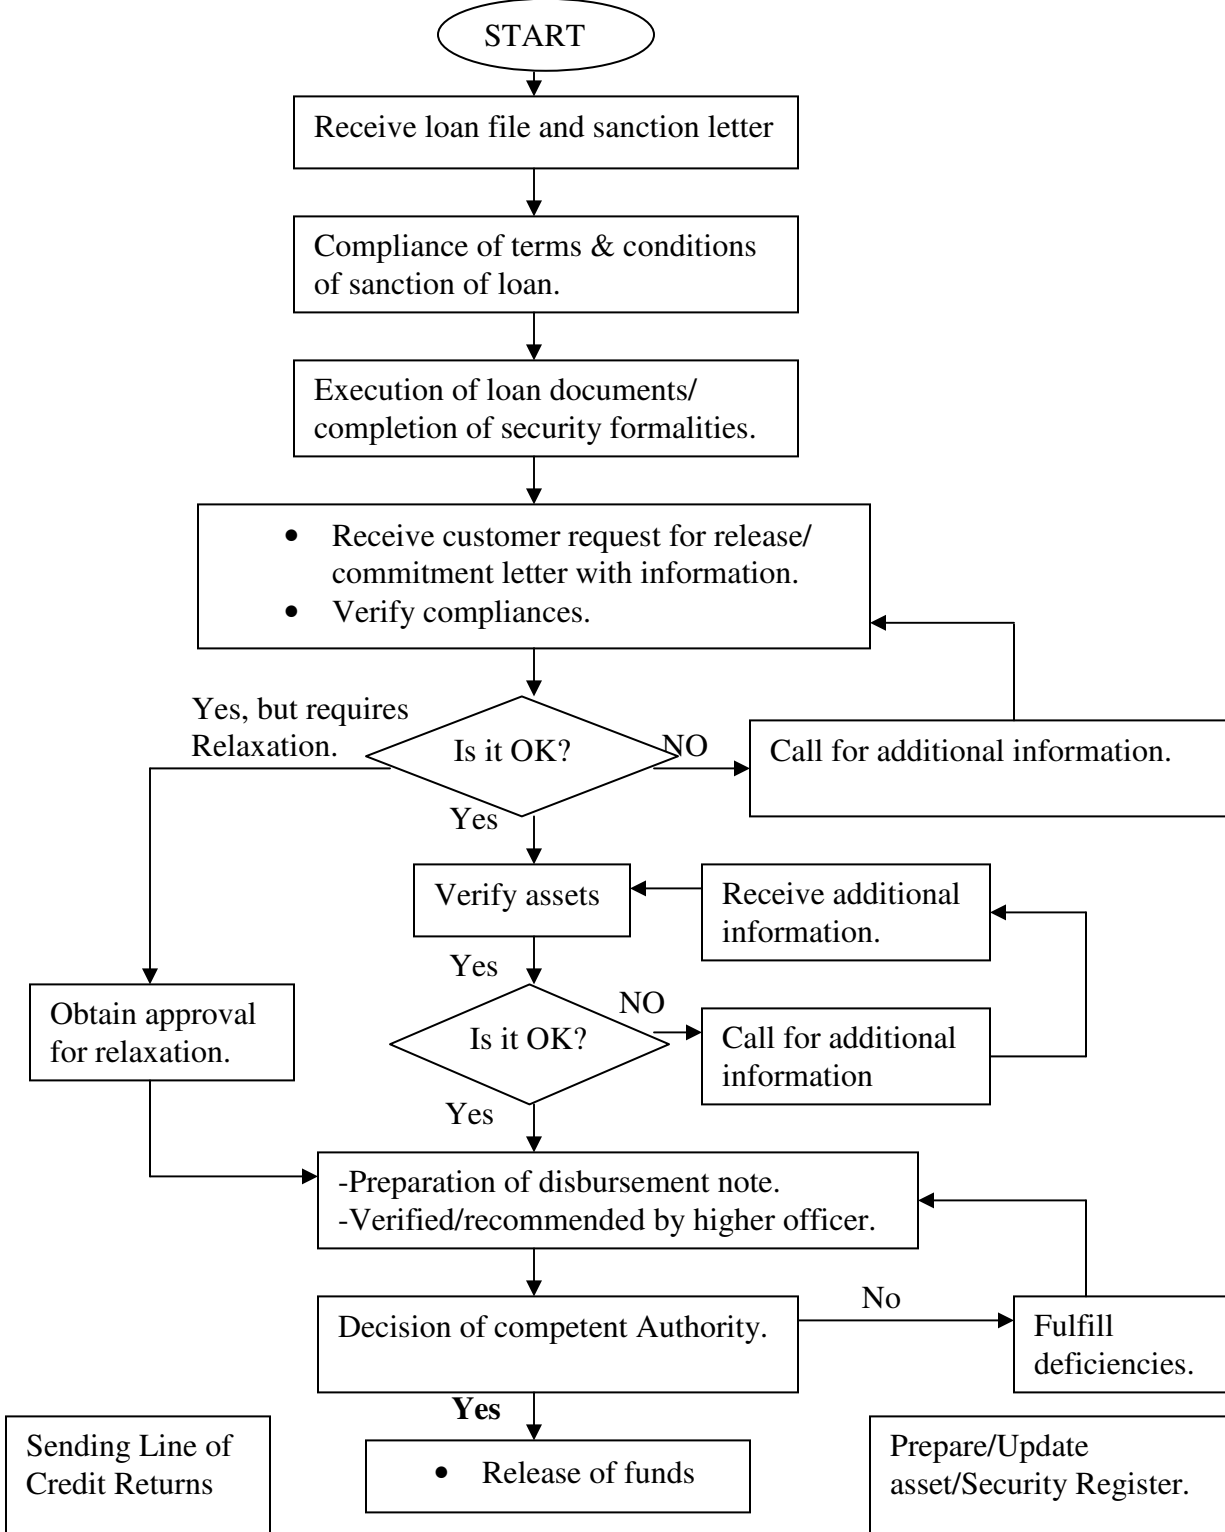 START
Receive loan file and sanction letter
Compliance of terms & conditions
of sanction of loan.
Execution of loan documents/
completion of security formalities.
• Receive customer request for release/
commitment letter with information.
• Verify compliances.
Yes, but requires
Relaxation.
Is it OK?
NO
Call for additional information.
Yes
Verify assets
Receive additional
information.
Yes
Obtain approval
for relaxation.
Is it OK?
NO
Call for additional
information
Yes
-Preparation of disbursement note.
-Verified/recommended by higher officer.
Decision of competent Authority.
No
Fulfill
deficiencies.
Yes
Sending Line of
Credit Returns
• Release of funds
Prepare/Update
asset/Security Register.